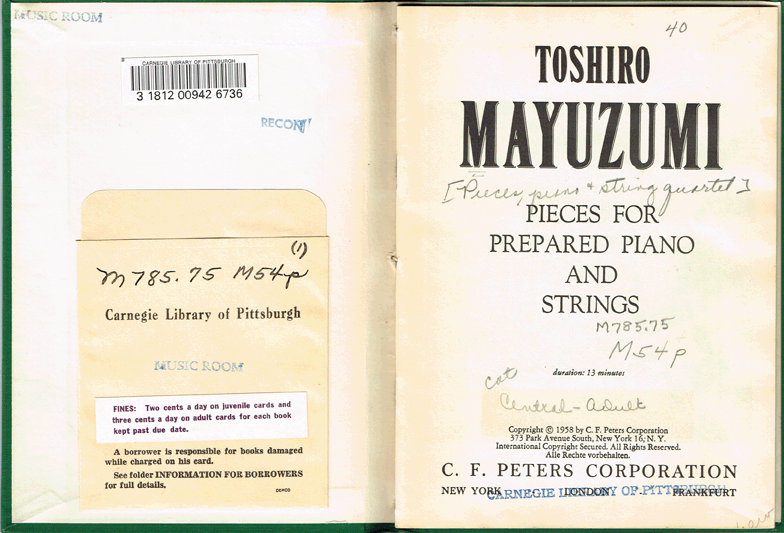 MUSIC ROOM
CARNEGIE LIBRARY OF PITTSBURGH
3 1812 00942 6736
RECON
(1)
M785.75 M54p
Carnegie Library of Pittsburgh
MUSIC ROOM
FINES: Two cents a day on juvenile cards and
three cents a day on adult cards for each book
kept past due date.
A borrower is responsible for books damaged
while charged on his card.
See folder INFORMATION FOR BORROWERS
for full details.
DEMCO
40
TOSHIRO
MAYUZUMI
[Pieces, piano + string quartet]
PIECES FOR
PREPARED PIANO
AND
STRINGS
M785.75
M54p
duration: 13 minutes
cat
Central-Adult
Copyright © 1958 by C. F. Peters Corporation
373 Park Avenue South, New York 16, N. Y.
International Copyright Secured. All Rights Reserved.
Alle Rechte vorbehalten.
C. F. PETERS CORPORATION
NEW YORK · LONDON · FRANKFURT
CARNEGIE LIBRARY OF PITTSBURGH